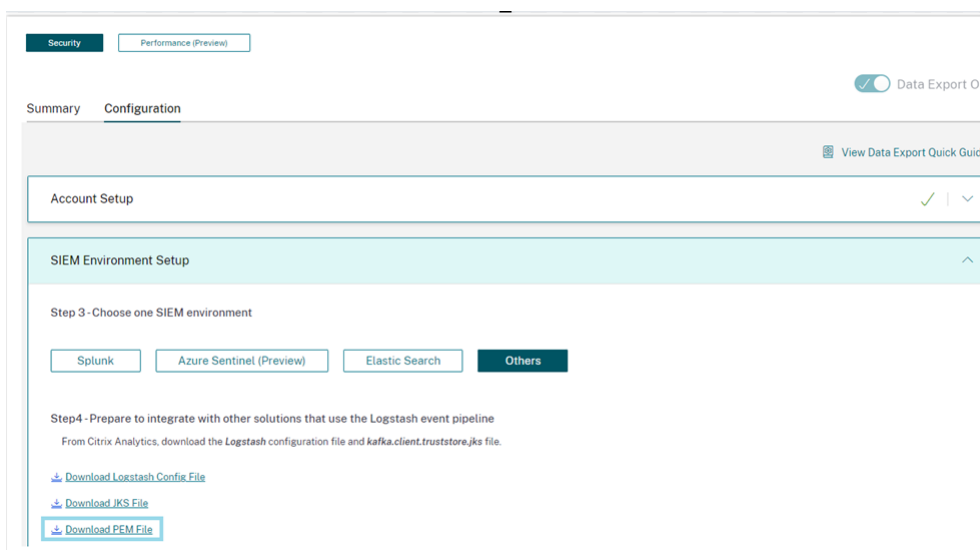 Security
Performance (Preview)
Data Export O
Summary
Configuration
View Data Export Quick Guid
Account Setup
SIEM Environment Setup
Step 3 - Choose one SIEM environment
Splunk
Azure Sentinel (Preview)
Elastic Search
Others
Step4 - Prepare to integrate with other solutions that use the Logstash event pipeline
From Citrix Analytics, download the Logstash configuration file and kafka.client.truststore.jks file.
Download Logstash Config File
Download JKS File
Download PEM File